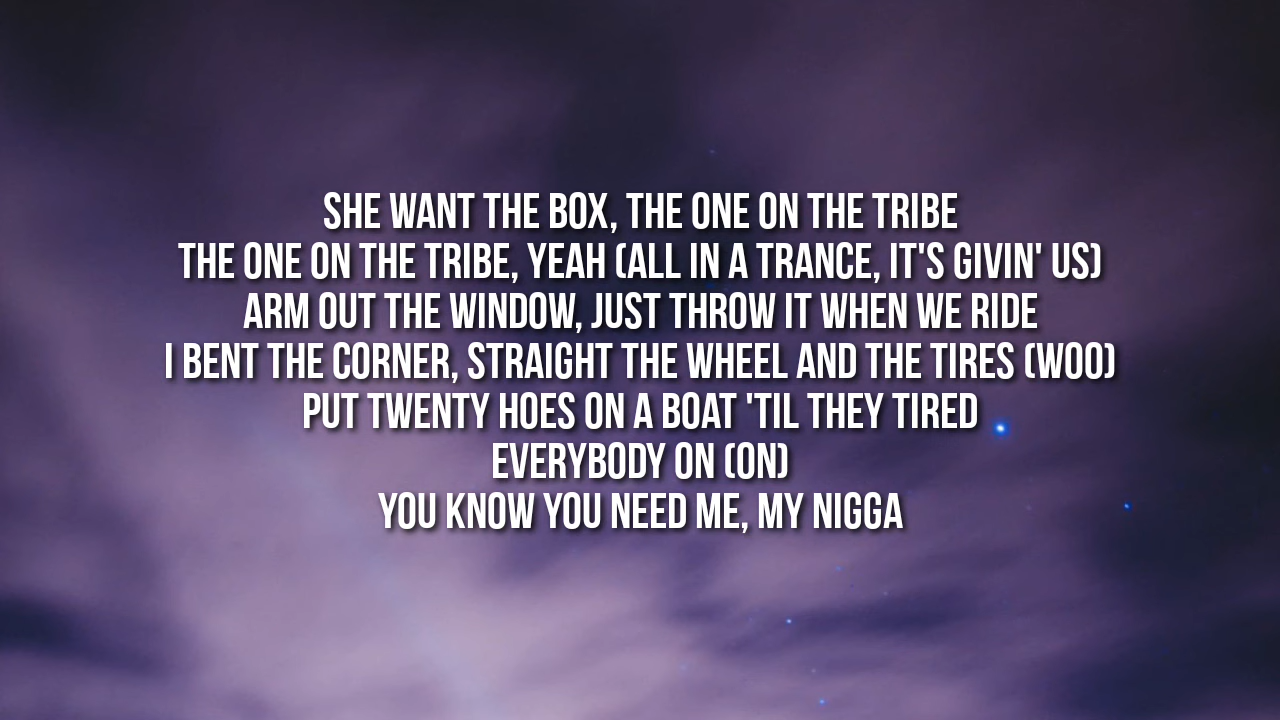 SHE WANT THE BOX, THE ONE ON THE TRIBE
THE ONE ON THE TRIBE, YEAH (ALL IN A TRANCE, IT'S GIVIN' US)
ARM OUT THE WINDOW, JUST THROW IT WHEN WE RIDE
I BENT THE CORNER, STRAIGHT THE WHEEL AND THE TIRES (WOO)
PUT TWENTY HOES ON A BOAT 'TIL THEY TIRED
EVERYBODY ON (ON)
YOU KNOW YOU NEED ME, MY NIGGA